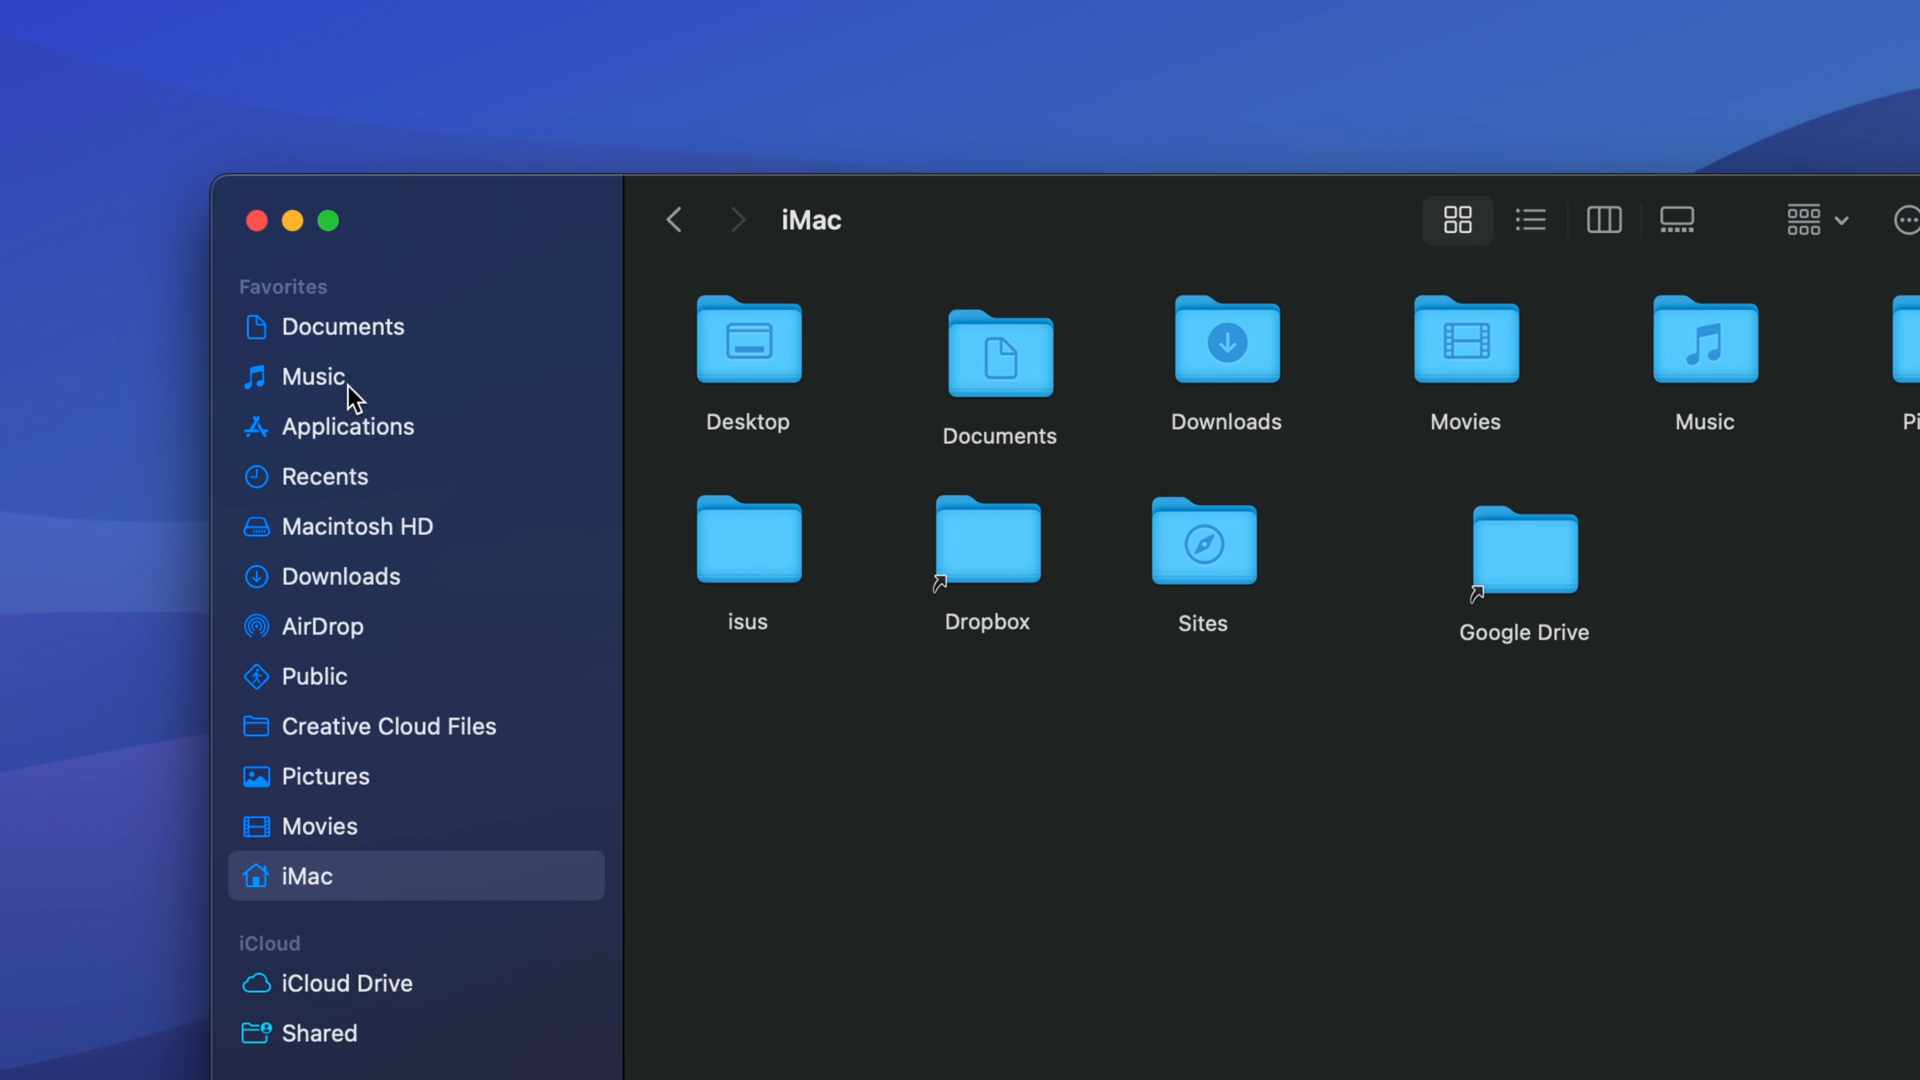 iMac
Favorites
Documents
Music
Applications
Recents
Macintosh HD
Downloads
AirDrop
Public
Creative Cloud Files
Pictures
Movies
iMac
iCloud
iCloud Drive
Shared
Desktop
Documents
Downloads
Movies
Music
Pi
isus
Dropbox
Sites
Google Drive